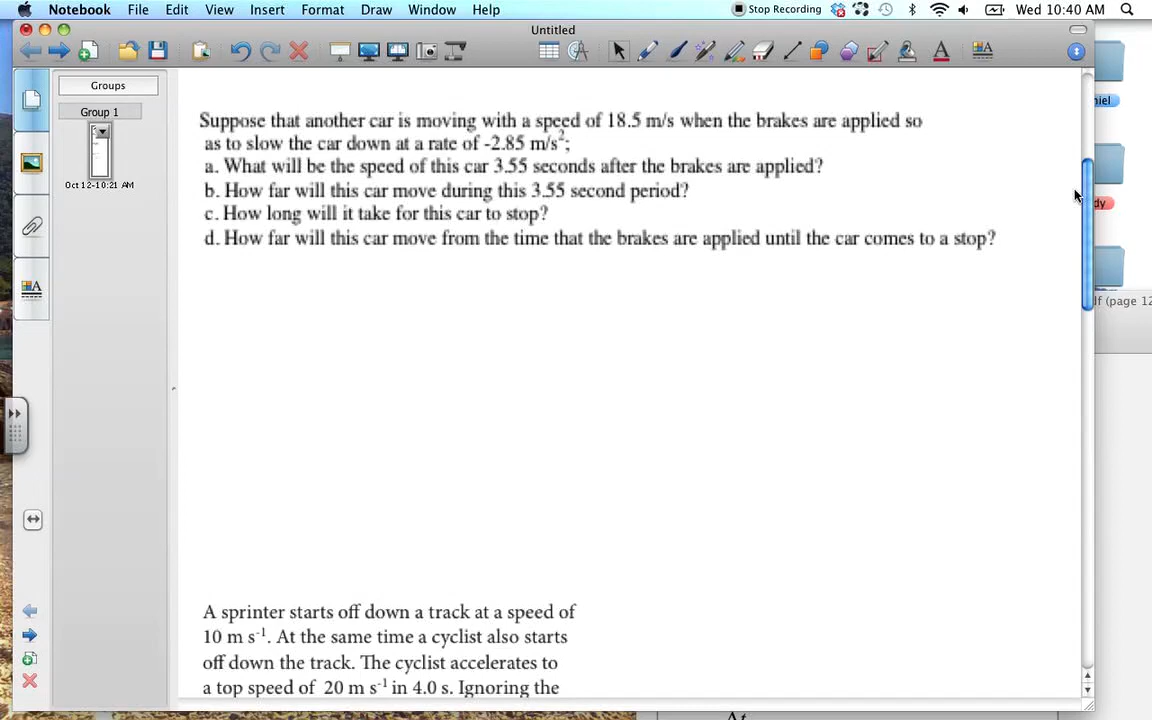 Notebook File Edit View Insert Format Draw Window Help Stop Recording Wed 10:40 AM
Untitled
Groups
Group 1
Oct 12-10:21 AM
Suppose that another car is moving with a speed of 18.5 m/s when the brakes are applied so
as to slow the car down at a rate of -2.85 m/s²;
a. What will be the speed of this car 3.55 seconds after the brakes are applied?
b. How far will this car move during this 3.55 second period?
c. How long will it take for this car to stop?
d. How far will this car move from the time that the brakes are applied until the car comes to a stop?
A sprinter starts off down a track at a speed of
10 m s⁻¹. At the same time a cyclist also starts
off down the track. The cyclist accelerates to
a top speed of 20 m s⁻¹ in 4.0 s. Ignoring the